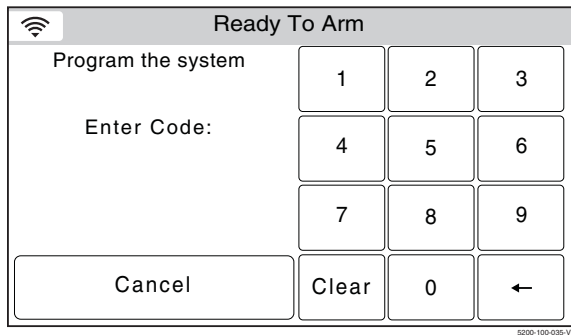 Ready To Arm
Program the system
1 2 3
Enter Code:
4 5 6
7 8 9
Cancel Clear 0 ←
5200-100-035-V